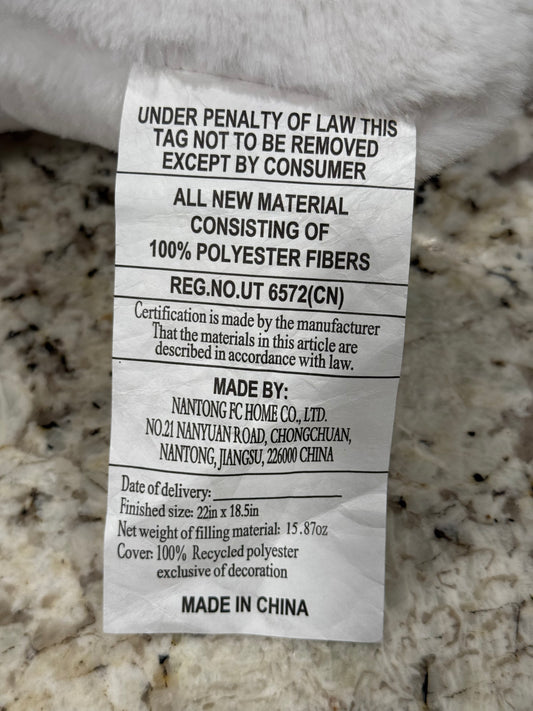 UNDER PENALTY OF LAW THIS
TAG NOT TO BE REMOVED
EXCEPT BY CONSUMER
ALL NEW MATERIAL
CONSISTING OF
100% POLYESTER FIBERS
REG.NO.UT 6572(CN)
Certification is made by the manufacturer
That the materials in this article are
described in accordance with law.
MADE BY:
NANTONG FC HOME CO., LTD.
NO.21 NANYUAN ROAD, CHONGCHUAN,
NANTONG, JIANGSU, 226000 CHINA
Date of delivery:
Finished size: 22in x 18.5in
Net weight of filling material: 15.87oz
Cover: 100% Recycled polyester
exclusive of decoration
MADE IN CHINA